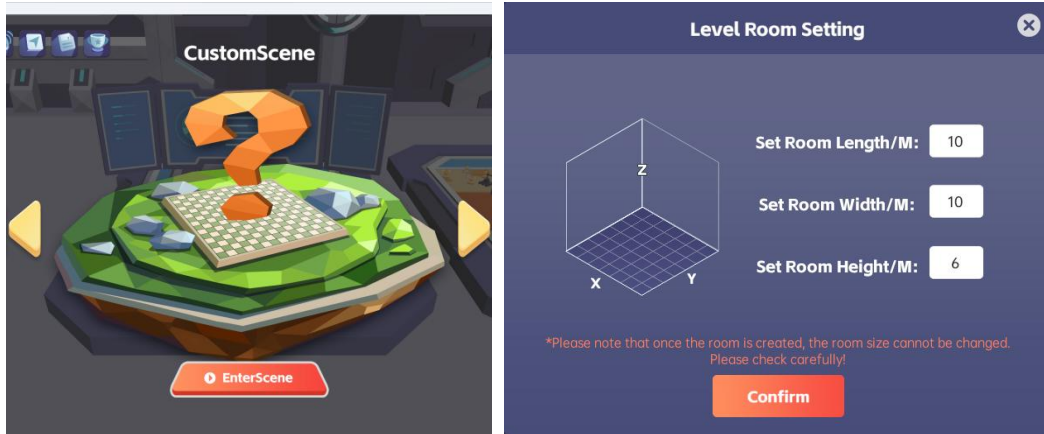 CustomScene
EnterScene
Level Room Setting
Set Room Length/M: 10
Z
Set Room Width/M: 10
Set Room Height/M: 6
X
Y
*Please note that once the room is created, the room size cannot be changed.
Please check carefully!
Confirm